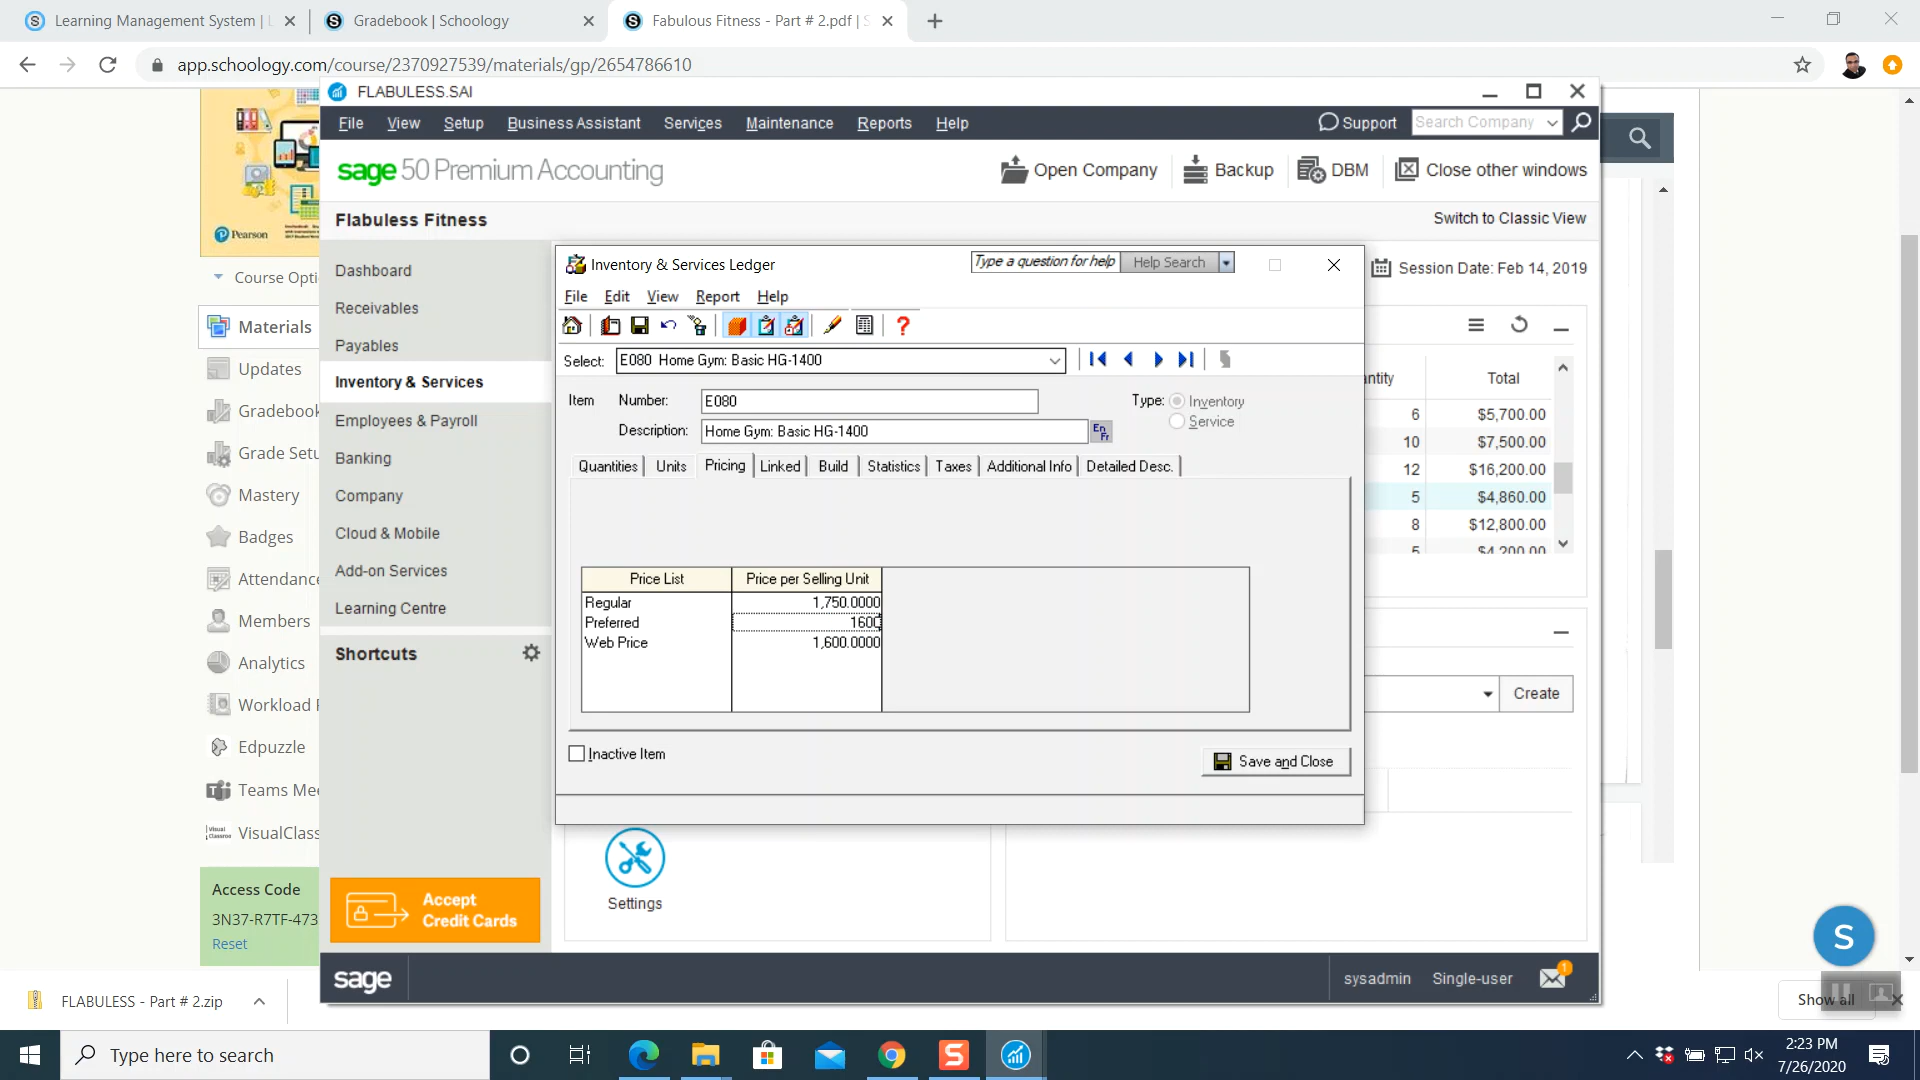 Learning Management System | L
Gradebook | Schoology
Fabulous Fitness - Part # 2.pdf | S
app.schoology.com/course/2370927539/materials/gp/2654786610
FLABULESS.SAI
File View Setup Business Assistant Services Maintenance Reports Help
Support
Search Company
sage 50 Premium Accounting
Open Company
Backup
DBM
Close other windows
Flabuless Fitness
Switch to Classic View
Pearson
Course Opti
Materials
Updates
Gradebook
Grade Setu
Mastery
Badges
Attendance
Members
Analytics
Workload P
Edpuzzle
Teams Mee
VisualClass
Access Code
3N37-R7TF-473
Reset
Dashboard
Receivables
Payables
Inventory & Services
Employees & Payroll
Banking
Company
Cloud & Mobile
Add-on Services
Learning Centre
Shortcuts
Accept
Credit Cards
Inventory & Services Ledger
Type a question for help
Help Search
File Edit View Report Help
Select: E080 Home Gym: Basic HG-1400
Item Number: E080
Description: Home Gym: Basic HG-1400
En
Fr
Type: Inventory
Service
Quantities Units Pricing Linked Build Statistics Taxes Additional Info Detailed Desc.
Price List Price per Selling Unit
Regular 1,750.0000
Preferred 1600
Web Price 1,600.0000
Inactive Item
Save and Close
Session Date: Feb 14, 2019
ntity Total
6 $5,700.00
10 $7,500.00
12 $16,200.00
5 $4,860.00
8 $12,800.00
5 $4,200.00
Create
Settings
sage
sysadmin
Single-user
1
S
FLABULESS - Part # 2.zip
Show all
Type here to search
2:23 PM
7/26/2020